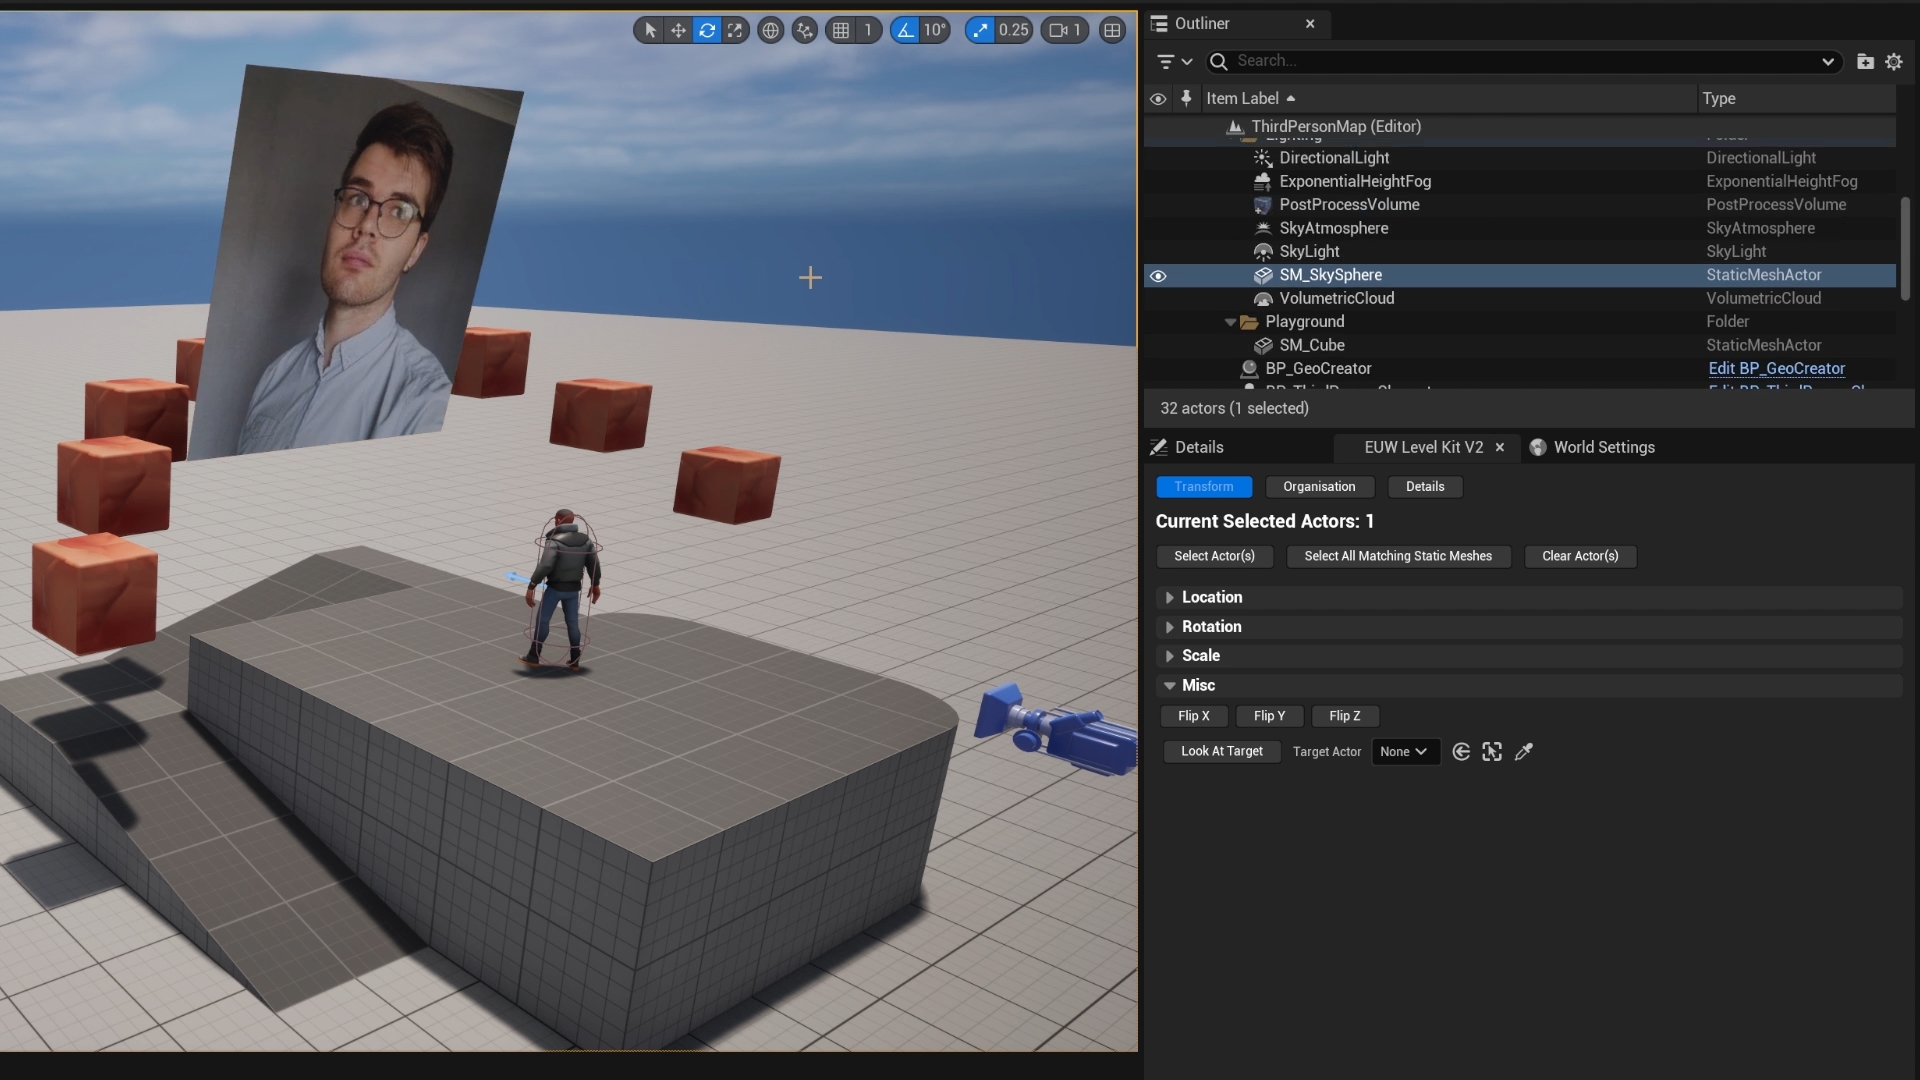 1 10° 0.25 1
Outliner
Search...
Item Label Type
ThirdPersonMap (Editor)
Lighting Folder
DirectionalLight DirectionalLight
ExponentialHeightFog ExponentialHeightFog
PostProcessVolume PostProcessVolume
SkyAtmosphere SkyAtmosphere
SkyLight SkyLight
SM_SkySphere StaticMeshActor
VolumetricCloud VolumetricCloud
Playground Folder
SM_Cube StaticMeshActor
BP_GeoCreator Edit BP_GeoCreator
32 actors (1 selected)
Details EUW Level Kit V2 World Settings
Transform Organisation Details
Current Selected Actors: 1
Select Actor(s) Select All Matching Static Meshes Clear Actor(s)
Location
Rotation
Scale
Misc
Flip X Flip Y Flip Z
Look At Target Target Actor None